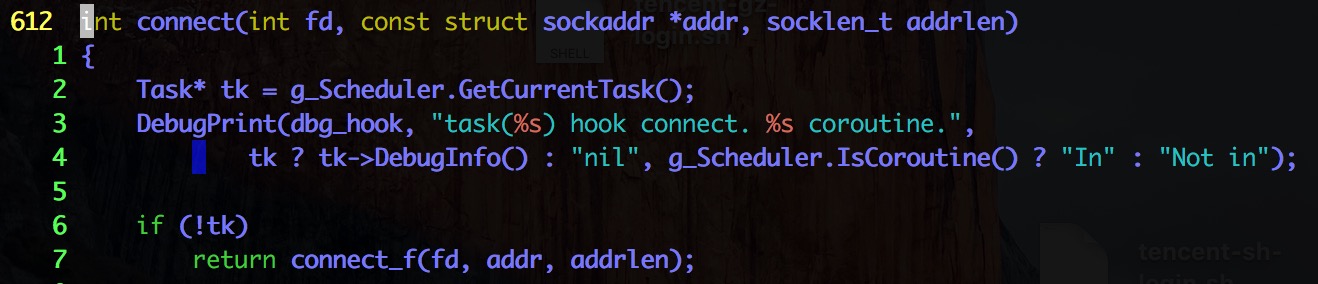 612 int connect(int fd, const struct sockaddr *addr, socklen_t addrlen)
1 {
2     Task* tk = g_Scheduler.GetCurrentTask();
3     DebugPrint(dbg_hook, "task(%s) hook connect. %s coroutine.",
4             tk ? tk->DebugInfo() : "nil", g_Scheduler.IsCoroutine() ? "In" : "Not in");
5
6     if (!tk)
7         return connect_f(fd, addr, addrlen);
tencent-gz-
login.sh
SHELL
tencent-sh-
login.sh